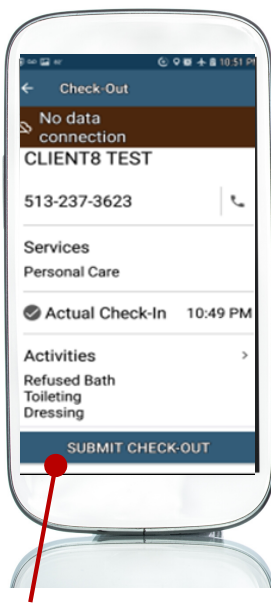 10:51 PM
Check-Out
No data
connection
CLIENT8 TEST
513-237-3623
Services
Personal Care
Actual Check-In 10:49 PM
Activities >
Refused Bath
Toileting
Dressing
SUBMIT CHECK-OUT